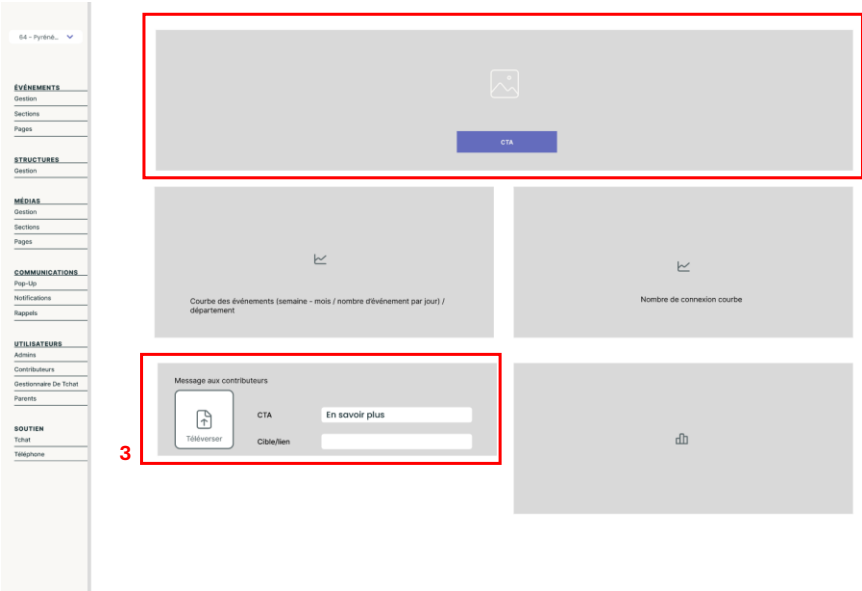 64 - Pyréné...
ÉVÉNEMENTS
Gestion
Sections
Pages
STRUCTURES
Gestion
MÉDIAS
Gestion
Sections
Pages
COMMUNICATIONS
Pop-Up
Notifications
Rappels
UTILISATEURS
Admins
Contributeurs
Gestionnaire De Tchat
Parents
SOUTIEN
Tchat
Téléphone
CTA
Courbe des événements (semaine - mois / nombre d'événement par jour) /
département
Nombre de connexion courbe
3
Message aux contributeurs
Téléverser
CTA
En savoir plus
Cible/lien